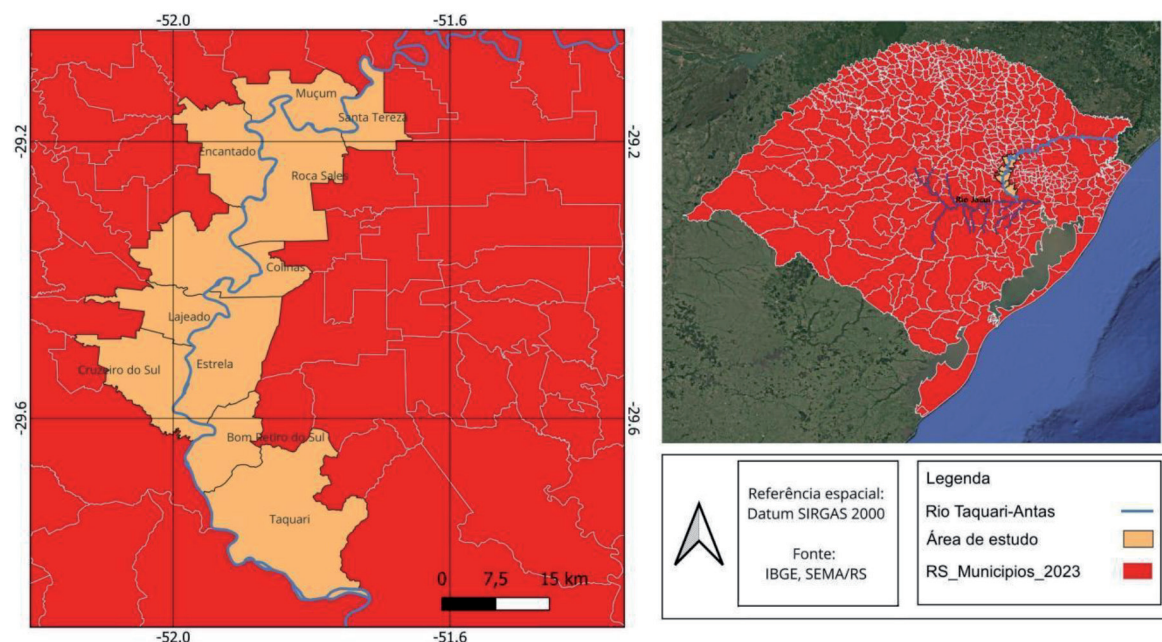 -52.0
-51.6
-29.2
-29.2
Muçum
Santa Tereza
Encantado
Roca Sales
Colinas
Lajeado
Estrela
Cruzeiro do Sul
-29.6
-29.6
Bom Retiro do Sul
Taquari
0 7,5 15 km
-52.0
-51.6
Rio Jacuí
Referência espacial:
Datum SIRGAS 2000
Fonte:
IBGE, SEMA/RS
Legenda
Rio Taquari-Antas
Área de estudo
RS_Municipios_2023